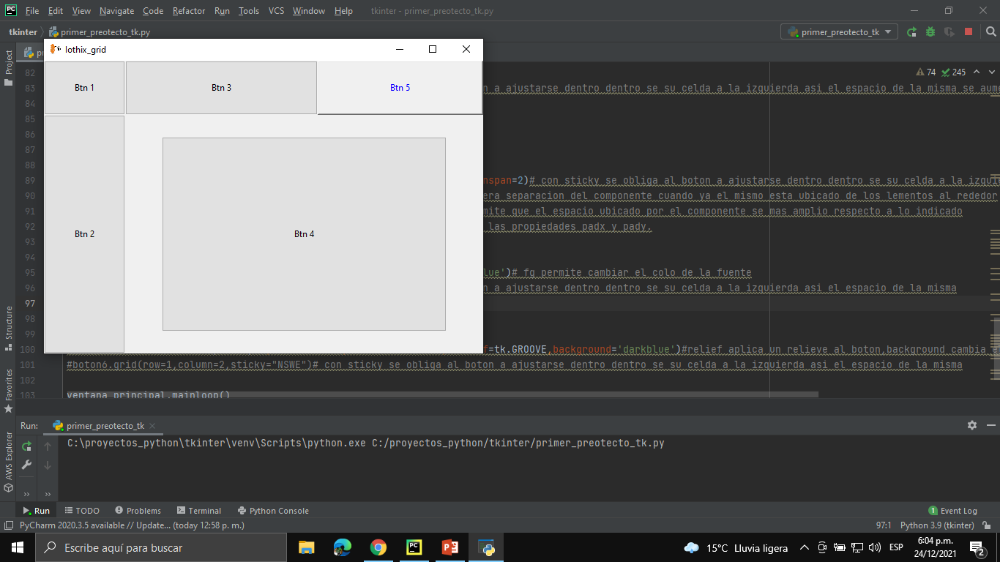 File Edit View Navigate Code Refactor Run Tools VCS Window Help tkinter - primer_preotecto_tk.py
tkinter primer_preotecto_tk.py primer_preotecto_tk
lothix_grid
Btn 1 Btn 3 Btn 5
Btn 2 Btn 4
Project
Structure
Favorites
AWS Explorer
74 245
82
83 n a ajustarse dentro dentro se su celda a la izquierda asi el espacio de la misma se aume
84
85
86
87
88
89 nspan=2)# con sticky se obliga al boton a ajustarse dentro dentro se su celda a la izquie
90 era separacion del componente cuando ya el mismo esta ubicado de los lementos al rededor
91 mite que el espacio ubicado por el componente se mas amplio respecto a lo indicado
92 las propiedades padx y pady.
93
94
95 lue')# fg permite cambiar el colo de la fuente
96 n a ajustarse dentro dentro se su celda a la izquierda asi el espacio de la misma
97
98
99
100 f=tk.GROOVE,background='darkblue')#relief aplica un relieve al boton,background cambia e
101 #boton6.grid(row=1,column=2,sticky="NSWE")# con sticky se obliga al boton a ajustarse dentro dentro se su celda a la izquierda asi el espacio de la misma
102
103 ventana_principal.mainloop()
Run: primer_preotecto_tk
C:\proyectos_python\tkinter\venv\Scripts\python.exe C:/proyectos_python/tkinter/primer_preotecto_tk.py
Run TODO Problems Terminal Python Console 1 Event Log
PyCharm 2020.3.5 available // Update... (today 12:58 p. m.) 97:1 Python 3.9 (tkinter)
Escribe aquí para buscar 15°C Lluvia ligera ESP 6:04 p.m.
24/12/2021 2